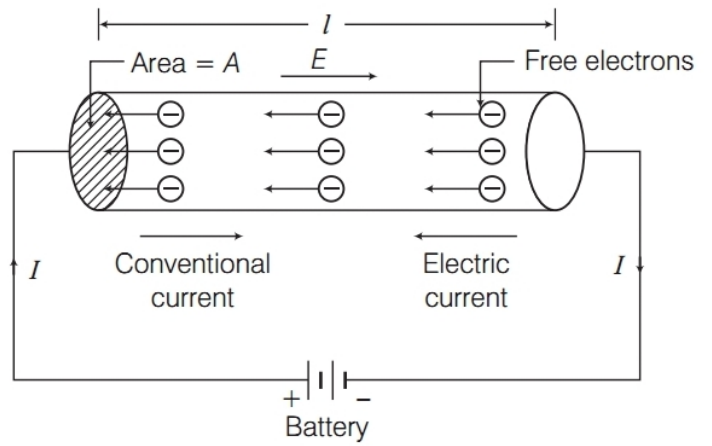 l
Area = A
E
Free electrons
I
Conventional
current
Electric
current
I
+
−
Battery